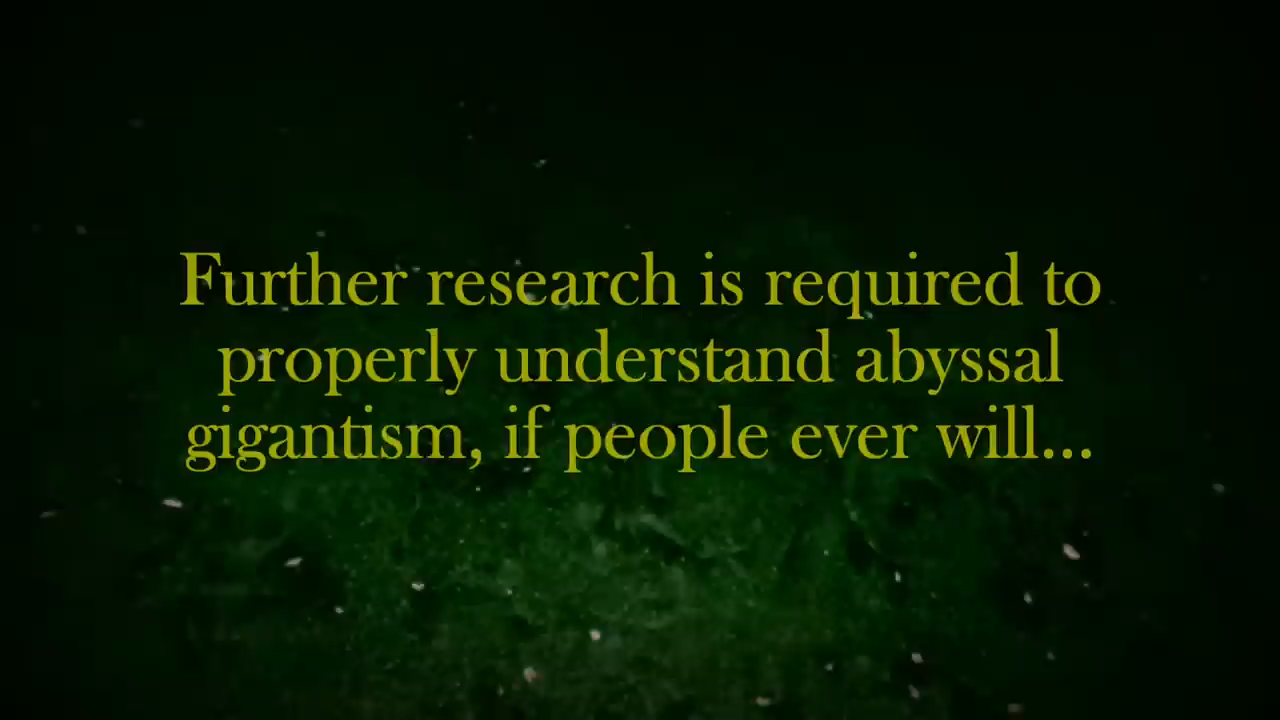 Further research is required to
properly understand abyssal
gigantism, if people ever will...